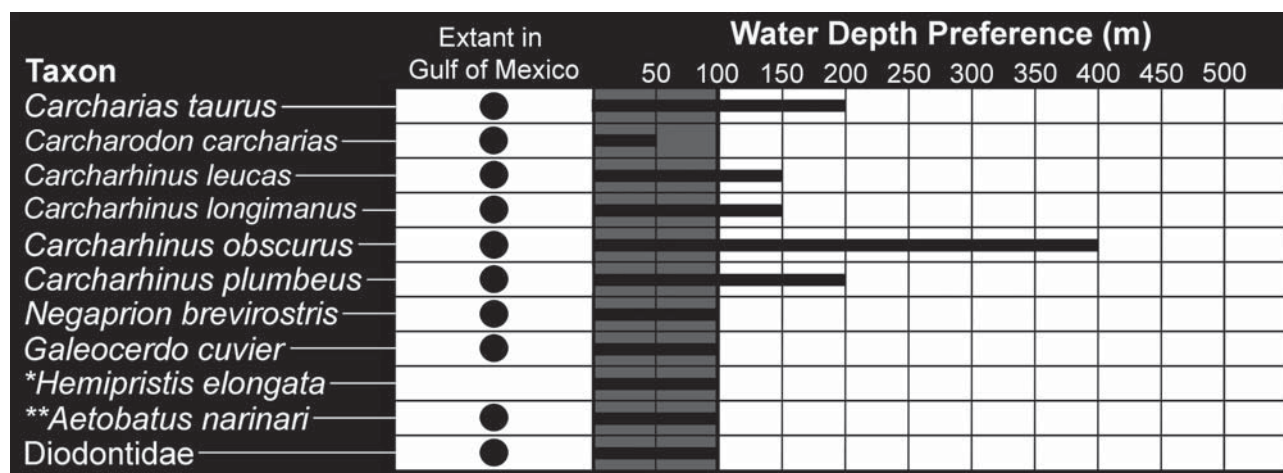 Extant in
Gulf of Mexico
Water Depth Preference (m)
Taxon
50 100 150 200 250 300 350 400 450 500
Carcharias taurus
Carcharodon carcharias
Carcharhinus leucas
Carcharhinus longimanus
Carcharhinus obscurus
Carcharhinus plumbeus
Negaprion brevirostris
Galeocerdo cuvier
*Hemipristis elongata
**Aetobatus narinari
Diodontidae